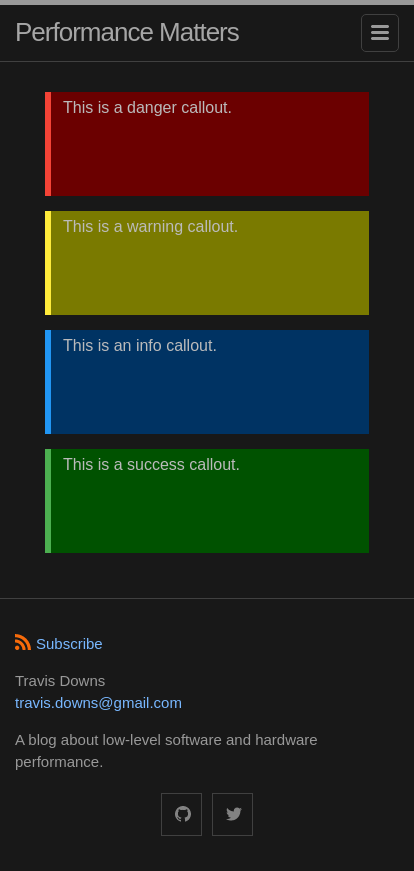 Performance Matters
This is a danger callout.
This is a warning callout.
This is an info callout.
This is a success callout.
Subscribe
Travis Downs
travis.downs@gmail.com
A blog about low-level software and hardware
performance.